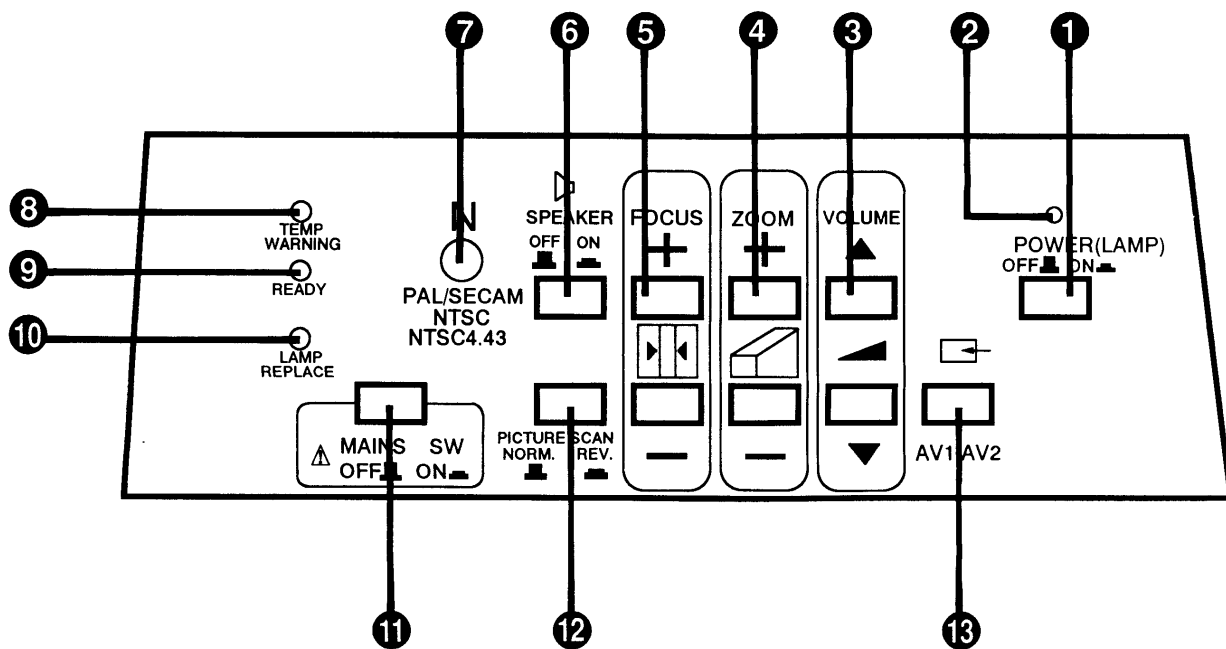 7 6 5 4 3 2 1
8 TEMP
WARNING
9 READY
10 LAMP
REPLACE
N
PAL/SECAM
NTSC
NTSC4.43
SPEAKER
OFF ON
FOCUS
+
−
ZOOM
+
−
VOLUME
POWER(LAMP)
OFF ON
⚠ MAINS SW
OFF ON
PICTURE SCAN
NORM. REV.
AV1 AV2
11 12 13